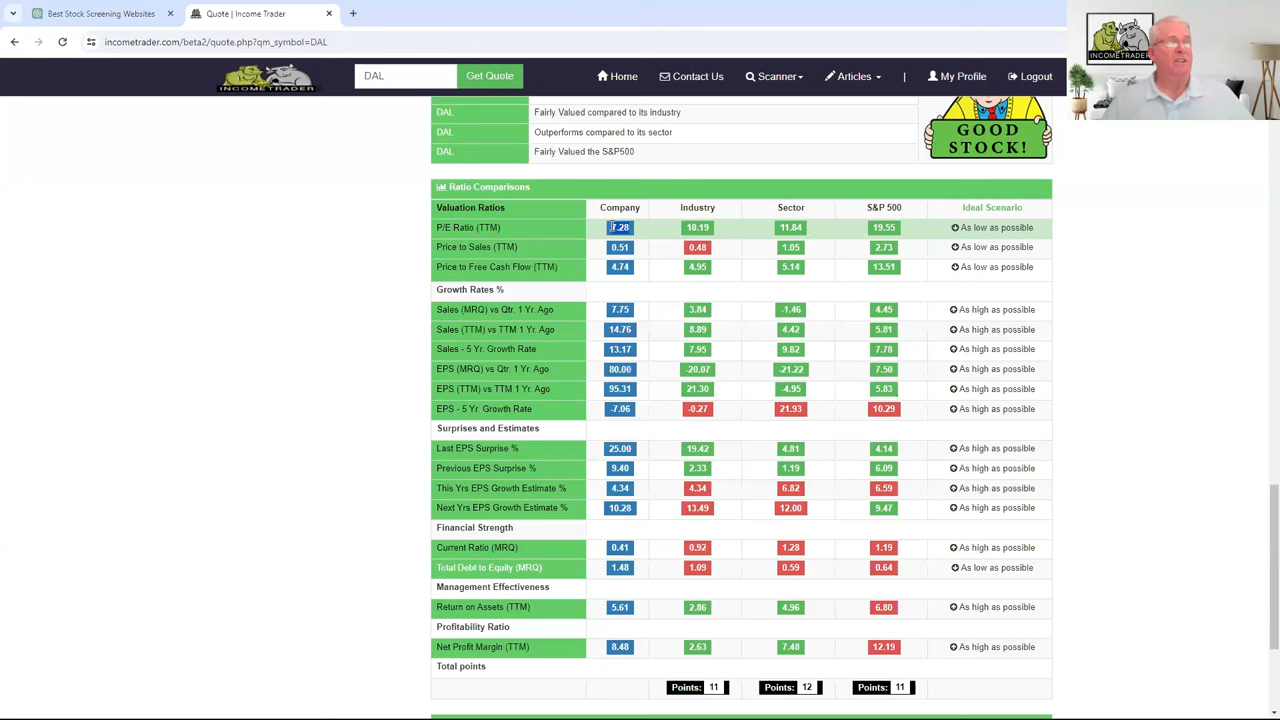 Best Stock Screening Websites
Quote | Income Trader
incometrader.com/beta2/quote.php?qm_symbol=DAL
INCOMETRADER
DAL
Get Quote
Home
Contact Us
Scanner
Articles
|
My Profile
Logout
INCOMETRADER
DAL Fairly Valued compared to its industry
DAL Outperforms compared to its sector
DAL Fairly Valued the S&P500
GOOD
STOCK!
Ratio Comparisons
Valuation Ratios Company Industry Sector S&P 500 Ideal Scenario
P/E Ratio (TTM) 7.28 10.19 11.84 19.55 As low as possible
Price to Sales (TTM) 0.51 0.48 1.05 2.73 As low as possible
Price to Free Cash Flow (TTM) 4.74 4.95 5.14 13.51 As low as possible
Growth Rates %
Sales (MRQ) vs Qtr. 1 Yr. Ago 7.75 3.84 -1.46 4.45 As high as possible
Sales (TTM) vs TTM 1 Yr. Ago 14.76 8.89 4.42 5.81 As high as possible
Sales - 5 Yr. Growth Rate 13.17 7.95 9.82 7.78 As high as possible
EPS (MRQ) vs Qtr. 1 Yr. Ago 80.00 -20.07 -21.22 7.50 As high as possible
EPS (TTM) vs TTM 1 Yr. Ago 95.31 21.30 -4.95 5.83 As high as possible
EPS - 5 Yr. Growth Rate -7.06 -0.27 21.93 10.29 As high as possible
Surprises and Estimates
Last EPS Surprise % 25.00 19.42 4.81 4.14 As high as possible
Previous EPS Surprise % 9.40 2.33 1.19 6.09 As high as possible
This Yrs EPS Growth Estimate % 4.34 4.34 6.82 6.59 As high as possible
Next Yrs EPS Growth Estimate % 10.28 13.49 12.00 9.47 As high as possible
Financial Strength
Current Ratio (MRQ) 0.41 0.92 1.28 1.19 As high as possible
Total Debt to Equity (MRQ) 1.48 1.09 0.59 0.64 As low as possible
Management Effectiveness
Return on Assets (TTM) 5.61 2.86 4.96 6.80 As high as possible
Profitability Ratio
Net Profit Margin (TTM) 8.48 2.63 7.48 12.19 As high as possible
Total points
Points: 11 Points: 12 Points: 11